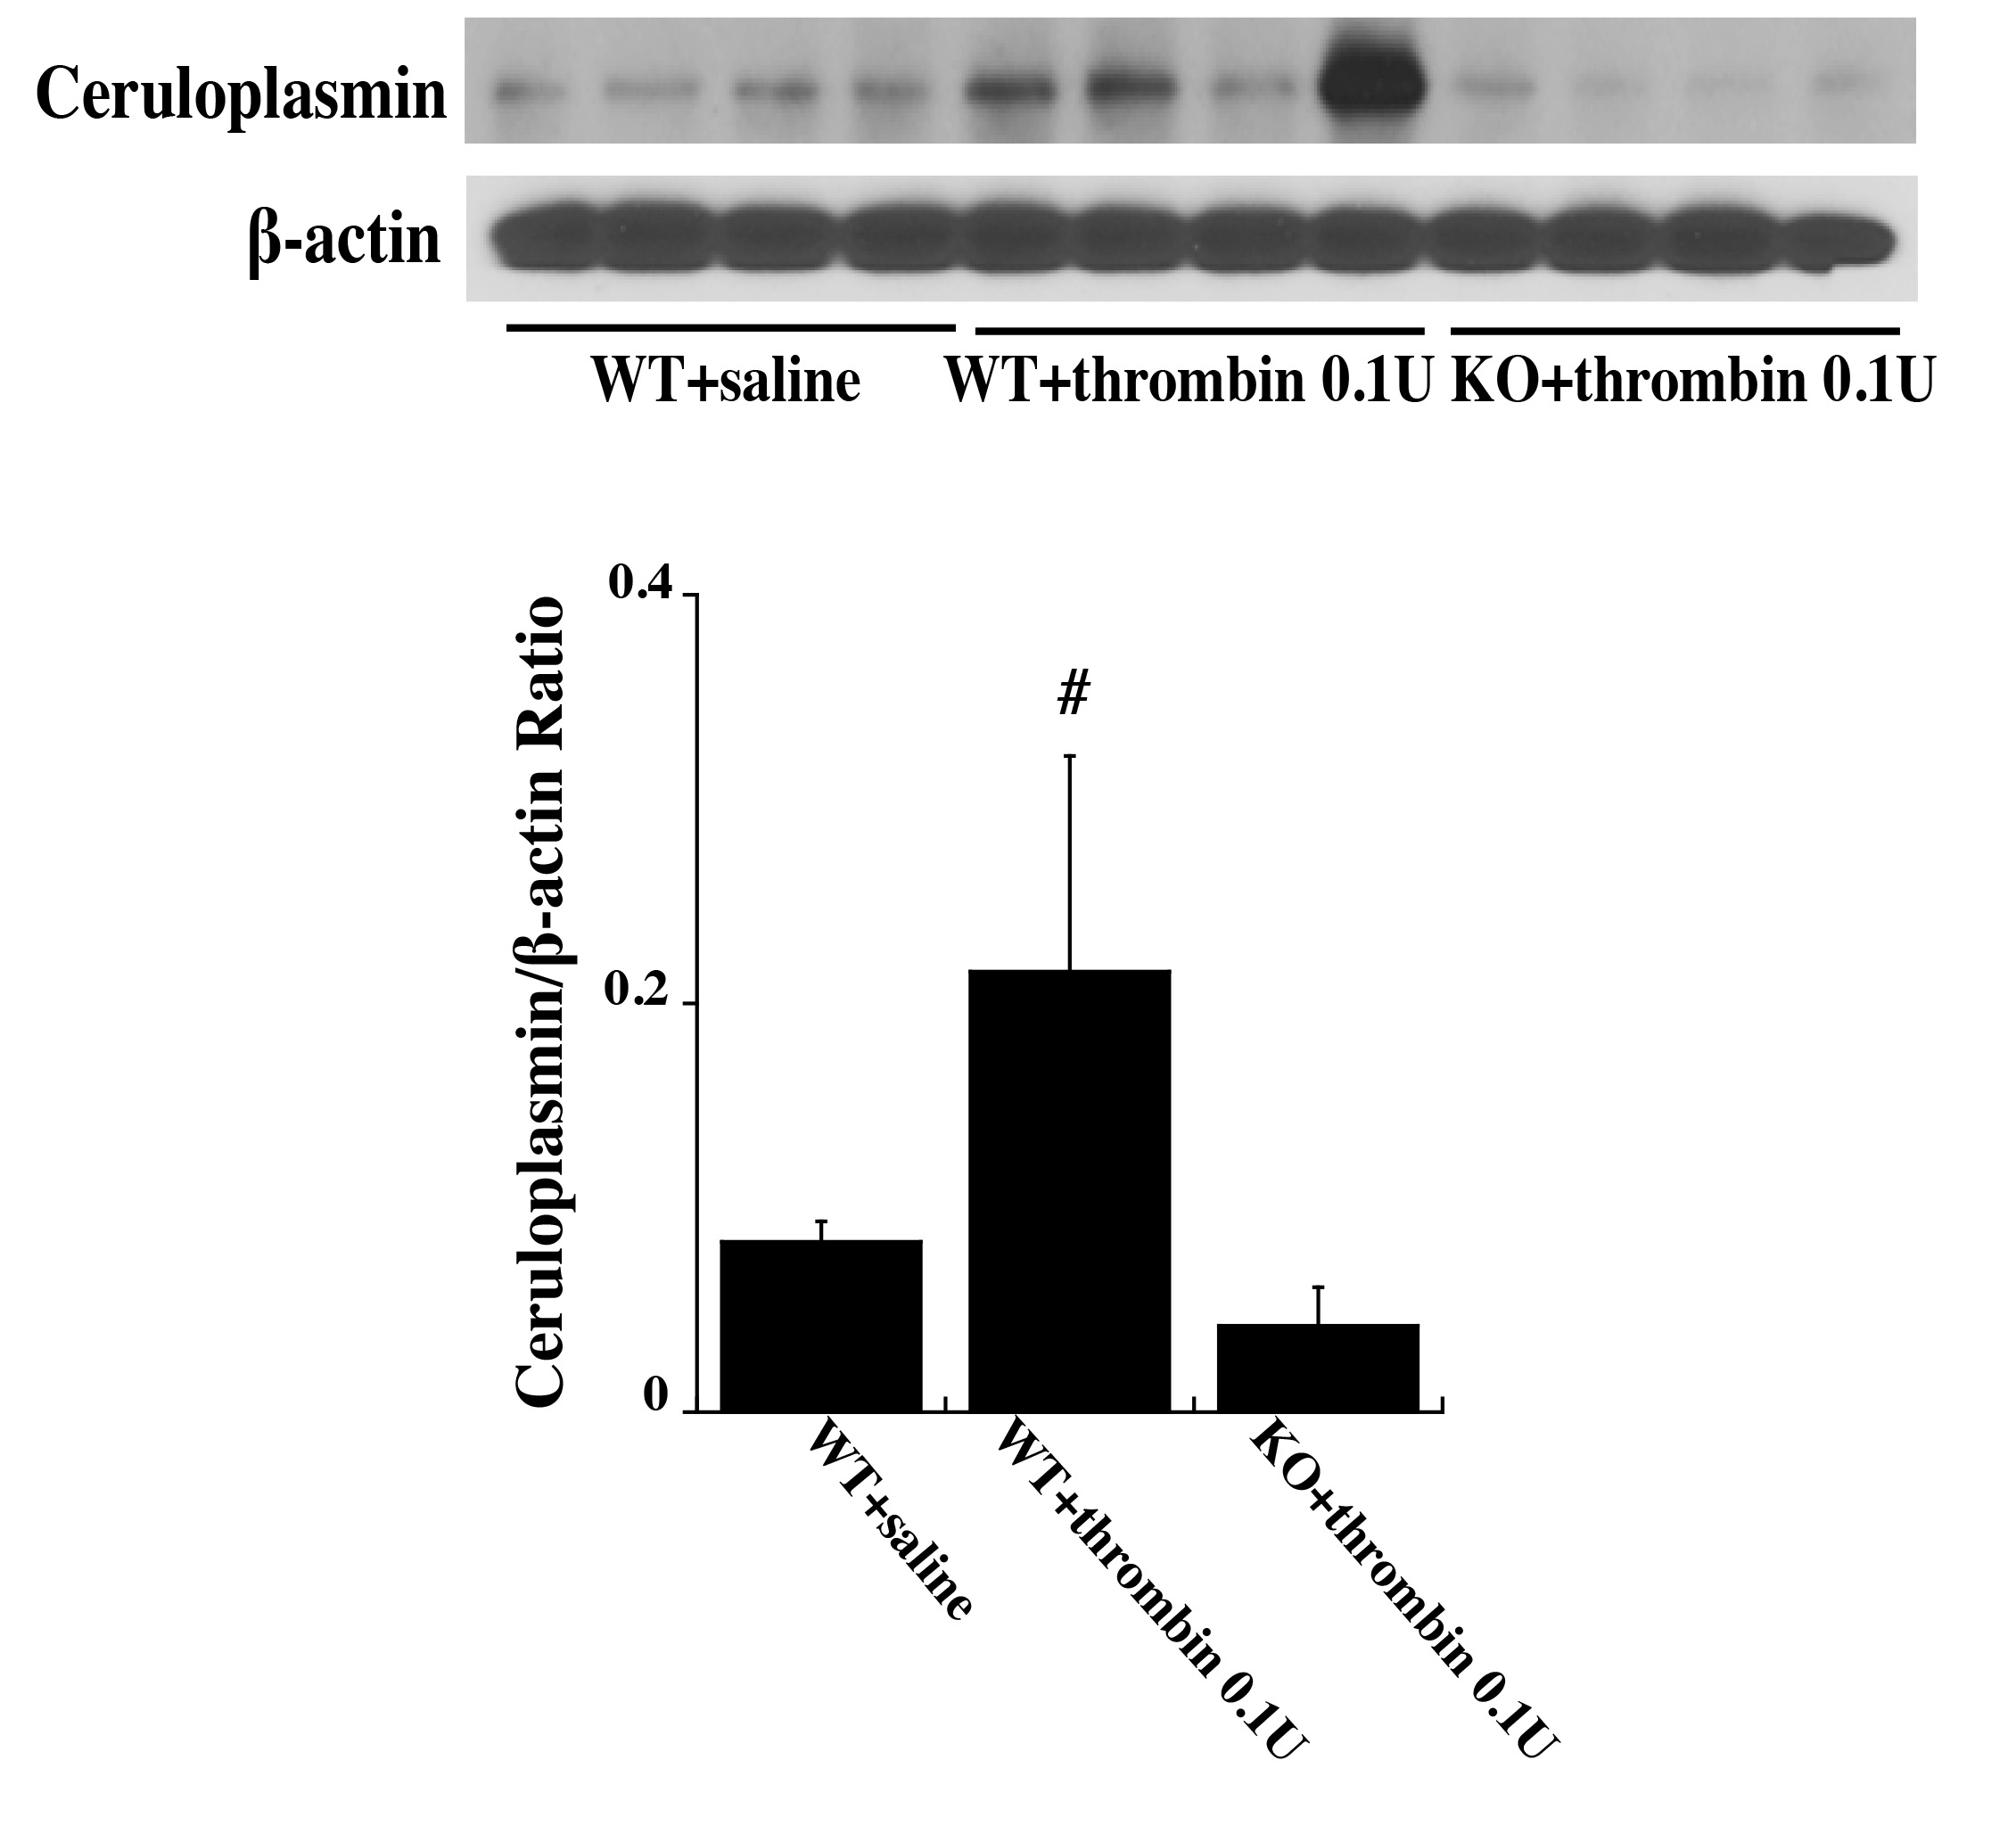 Ceruloplasmin
β-actin
WT+saline WT+thrombin 0.1U KO+thrombin 0.1U
Ceruloplasmin/β-actin Ratio
0.4
#
0.2
0
WT+saline
WT+thrombin 0.1U
KO+thrombin 0.1U